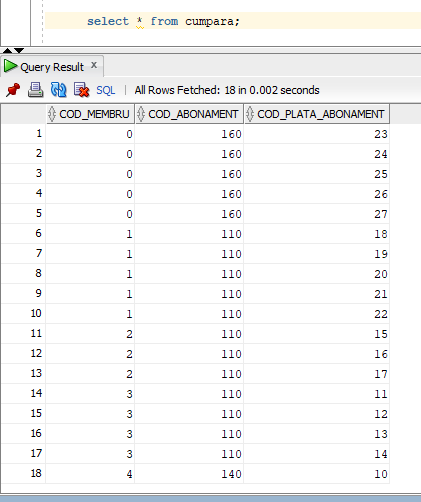 select * from cumpara;
Query Result x
SQL | All Rows Fetched: 18 in 0.002 seconds
COD_MEMBRU COD_ABONAMENT COD_PLATA_ABONAMENT
1 0 160 23
2 0 160 24
3 0 160 25
4 0 160 26
5 0 160 27
6 1 110 18
7 1 110 19
8 1 110 20
9 1 110 21
10 1 110 22
11 2 110 15
12 2 110 16
13 2 110 17
14 3 110 11
15 3 110 12
16 3 110 13
17 3 110 14
18 4 140 10